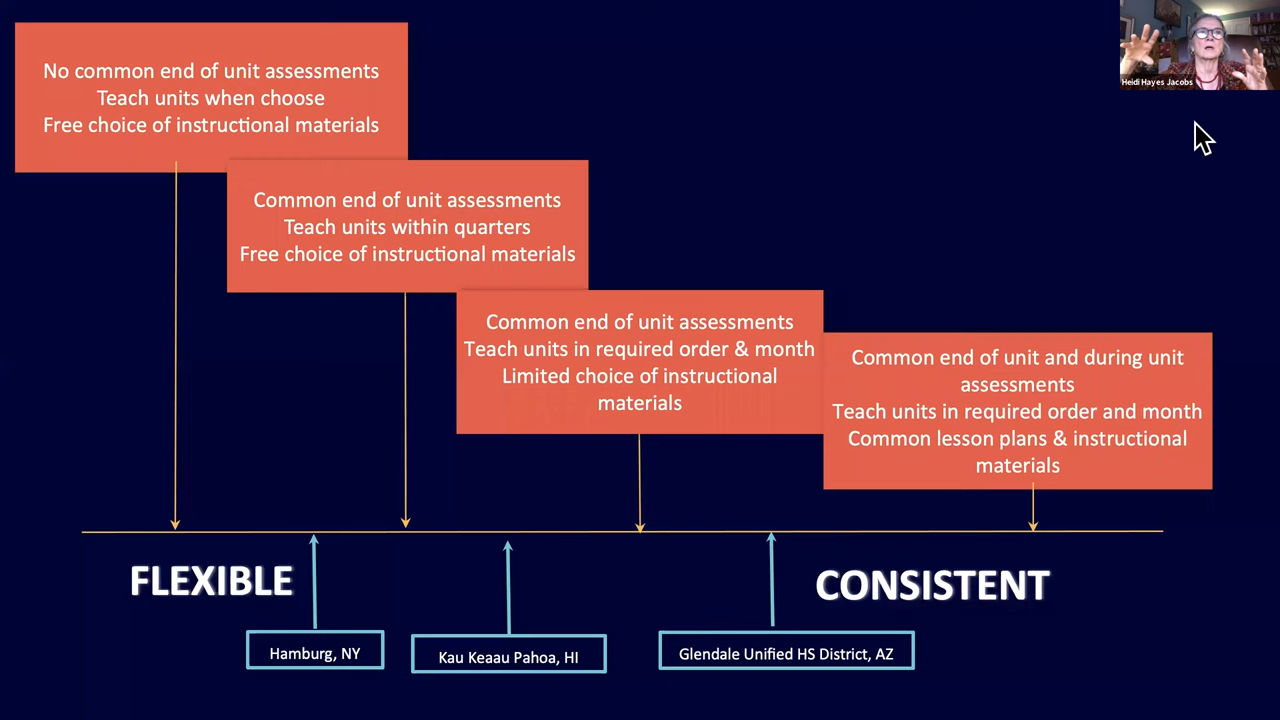 Heidi Hayes Jacobs
No common end of unit assessments
Teach units when choose
Free choice of instructional materials
Common end of unit assessments
Teach units within quarters
Free choice of instructional materials
Common end of unit assessments
Teach units in required order & month
Limited choice of instructional
materials
Common end of unit and during unit
assessments
Teach units in required order and month
Common lesson plans & instructional
materials
FLEXIBLE
CONSISTENT
Hamburg, NY
Kau Keaau Pahoa, HI
Glendale Unified HS District, AZ